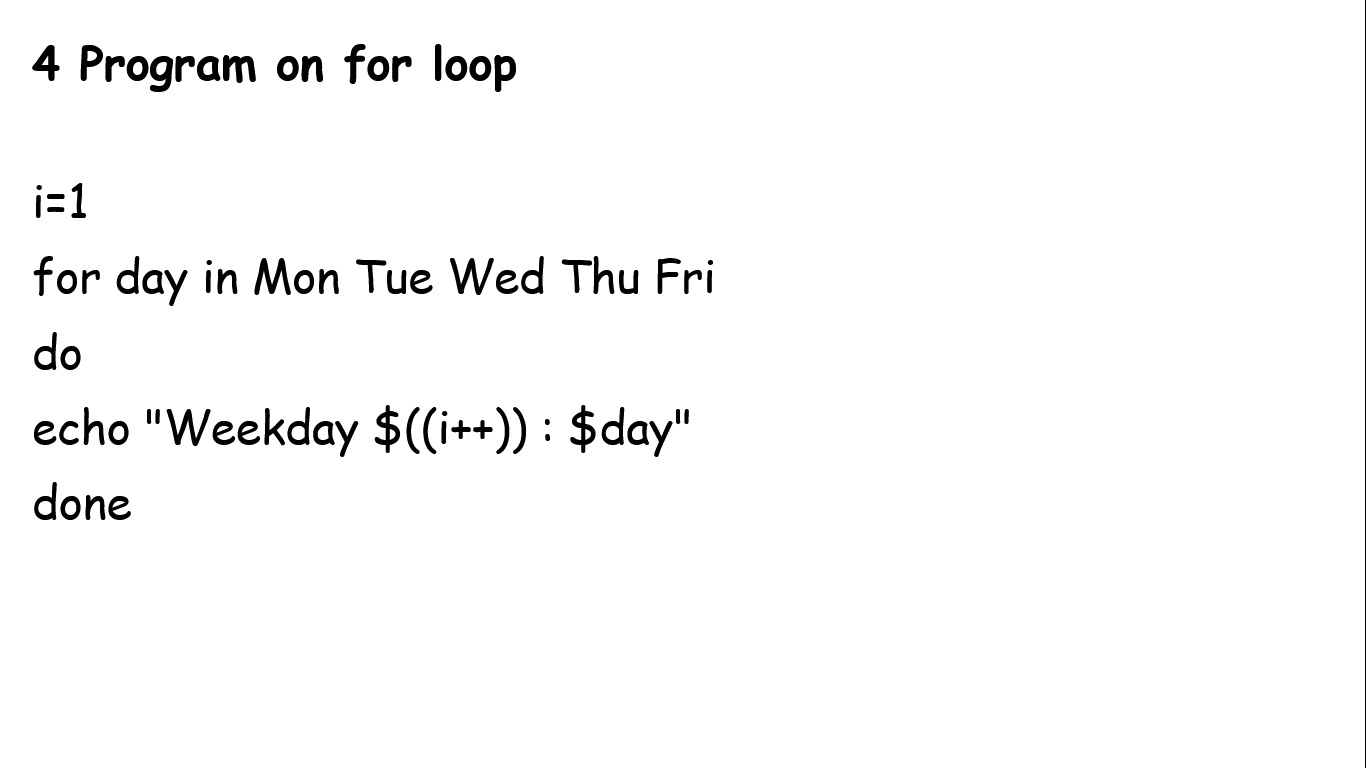 4 Program on for loop
i=1
for day in Mon Tue Wed Thu Fri
do
echo "Weekday $((i++)) : $day"
done